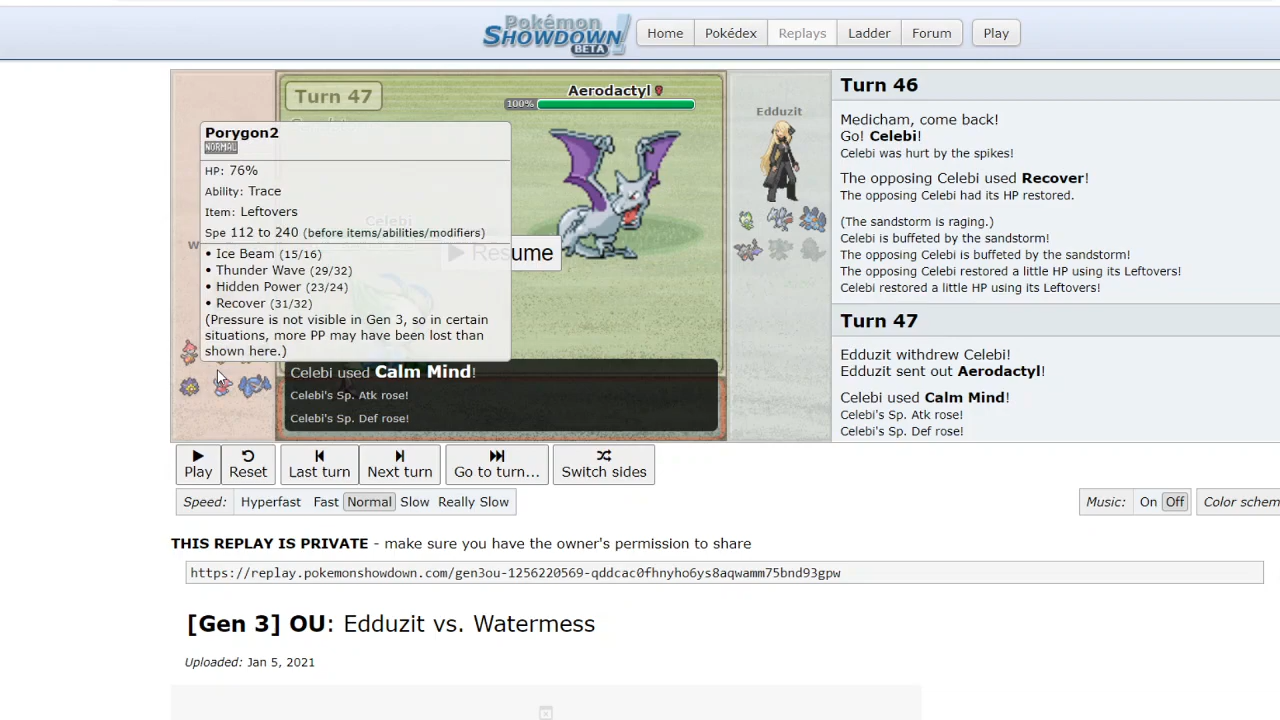 Pokémon
SHOWDOWN!
BETA
Home
Pokédex
Replays
Ladder
Forum
Play
Turn 47
Aerodactyl
100%
Porygon2
NORMAL
HP: 76%
Ability: Trace
Item: Leftovers
Spe 112 to 240 (before items/abilities/modifiers)
• Ice Beam (15/16)
• Thunder Wave (29/32)
• Hidden Power (23/24)
• Recover (31/32)
(Pressure is not visible in Gen 3, so in certain
situations, more PP may have been lost than
shown here.)
Celebi
Resume
Celebi used Calm Mind!
Celebi's Sp. Atk rose!
Celebi's Sp. Def rose!
Edduzit
Turn 46
Medicham, come back!
Go! Celebi!
Celebi was hurt by the spikes!
The opposing Celebi used Recover!
The opposing Celebi had its HP restored.
(The sandstorm is raging.)
Celebi is buffeted by the sandstorm!
The opposing Celebi is buffeted by the sandstorm!
The opposing Celebi restored a little HP using its Leftovers!
Celebi restored a little HP using its Leftovers!
Turn 47
Edduzit withdrew Celebi!
Edduzit sent out Aerodactyl!
Celebi used Calm Mind!
Celebi's Sp. Atk rose!
Celebi's Sp. Def rose!
Play
Reset
Last turn
Next turn
Go to turn...
Switch sides
Speed: Hyperfast Fast Normal Slow Really Slow
Music: On Off
Color schem
THIS REPLAY IS PRIVATE - make sure you have the owner's permission to share
https://replay.pokemonshowdown.com/gen3ou-1256220569-qddcac0fhnyho6ys8aqwamm75bnd93gpw
[Gen 3] OU: Edduzit vs. Watermess
Uploaded: Jan 5, 2021